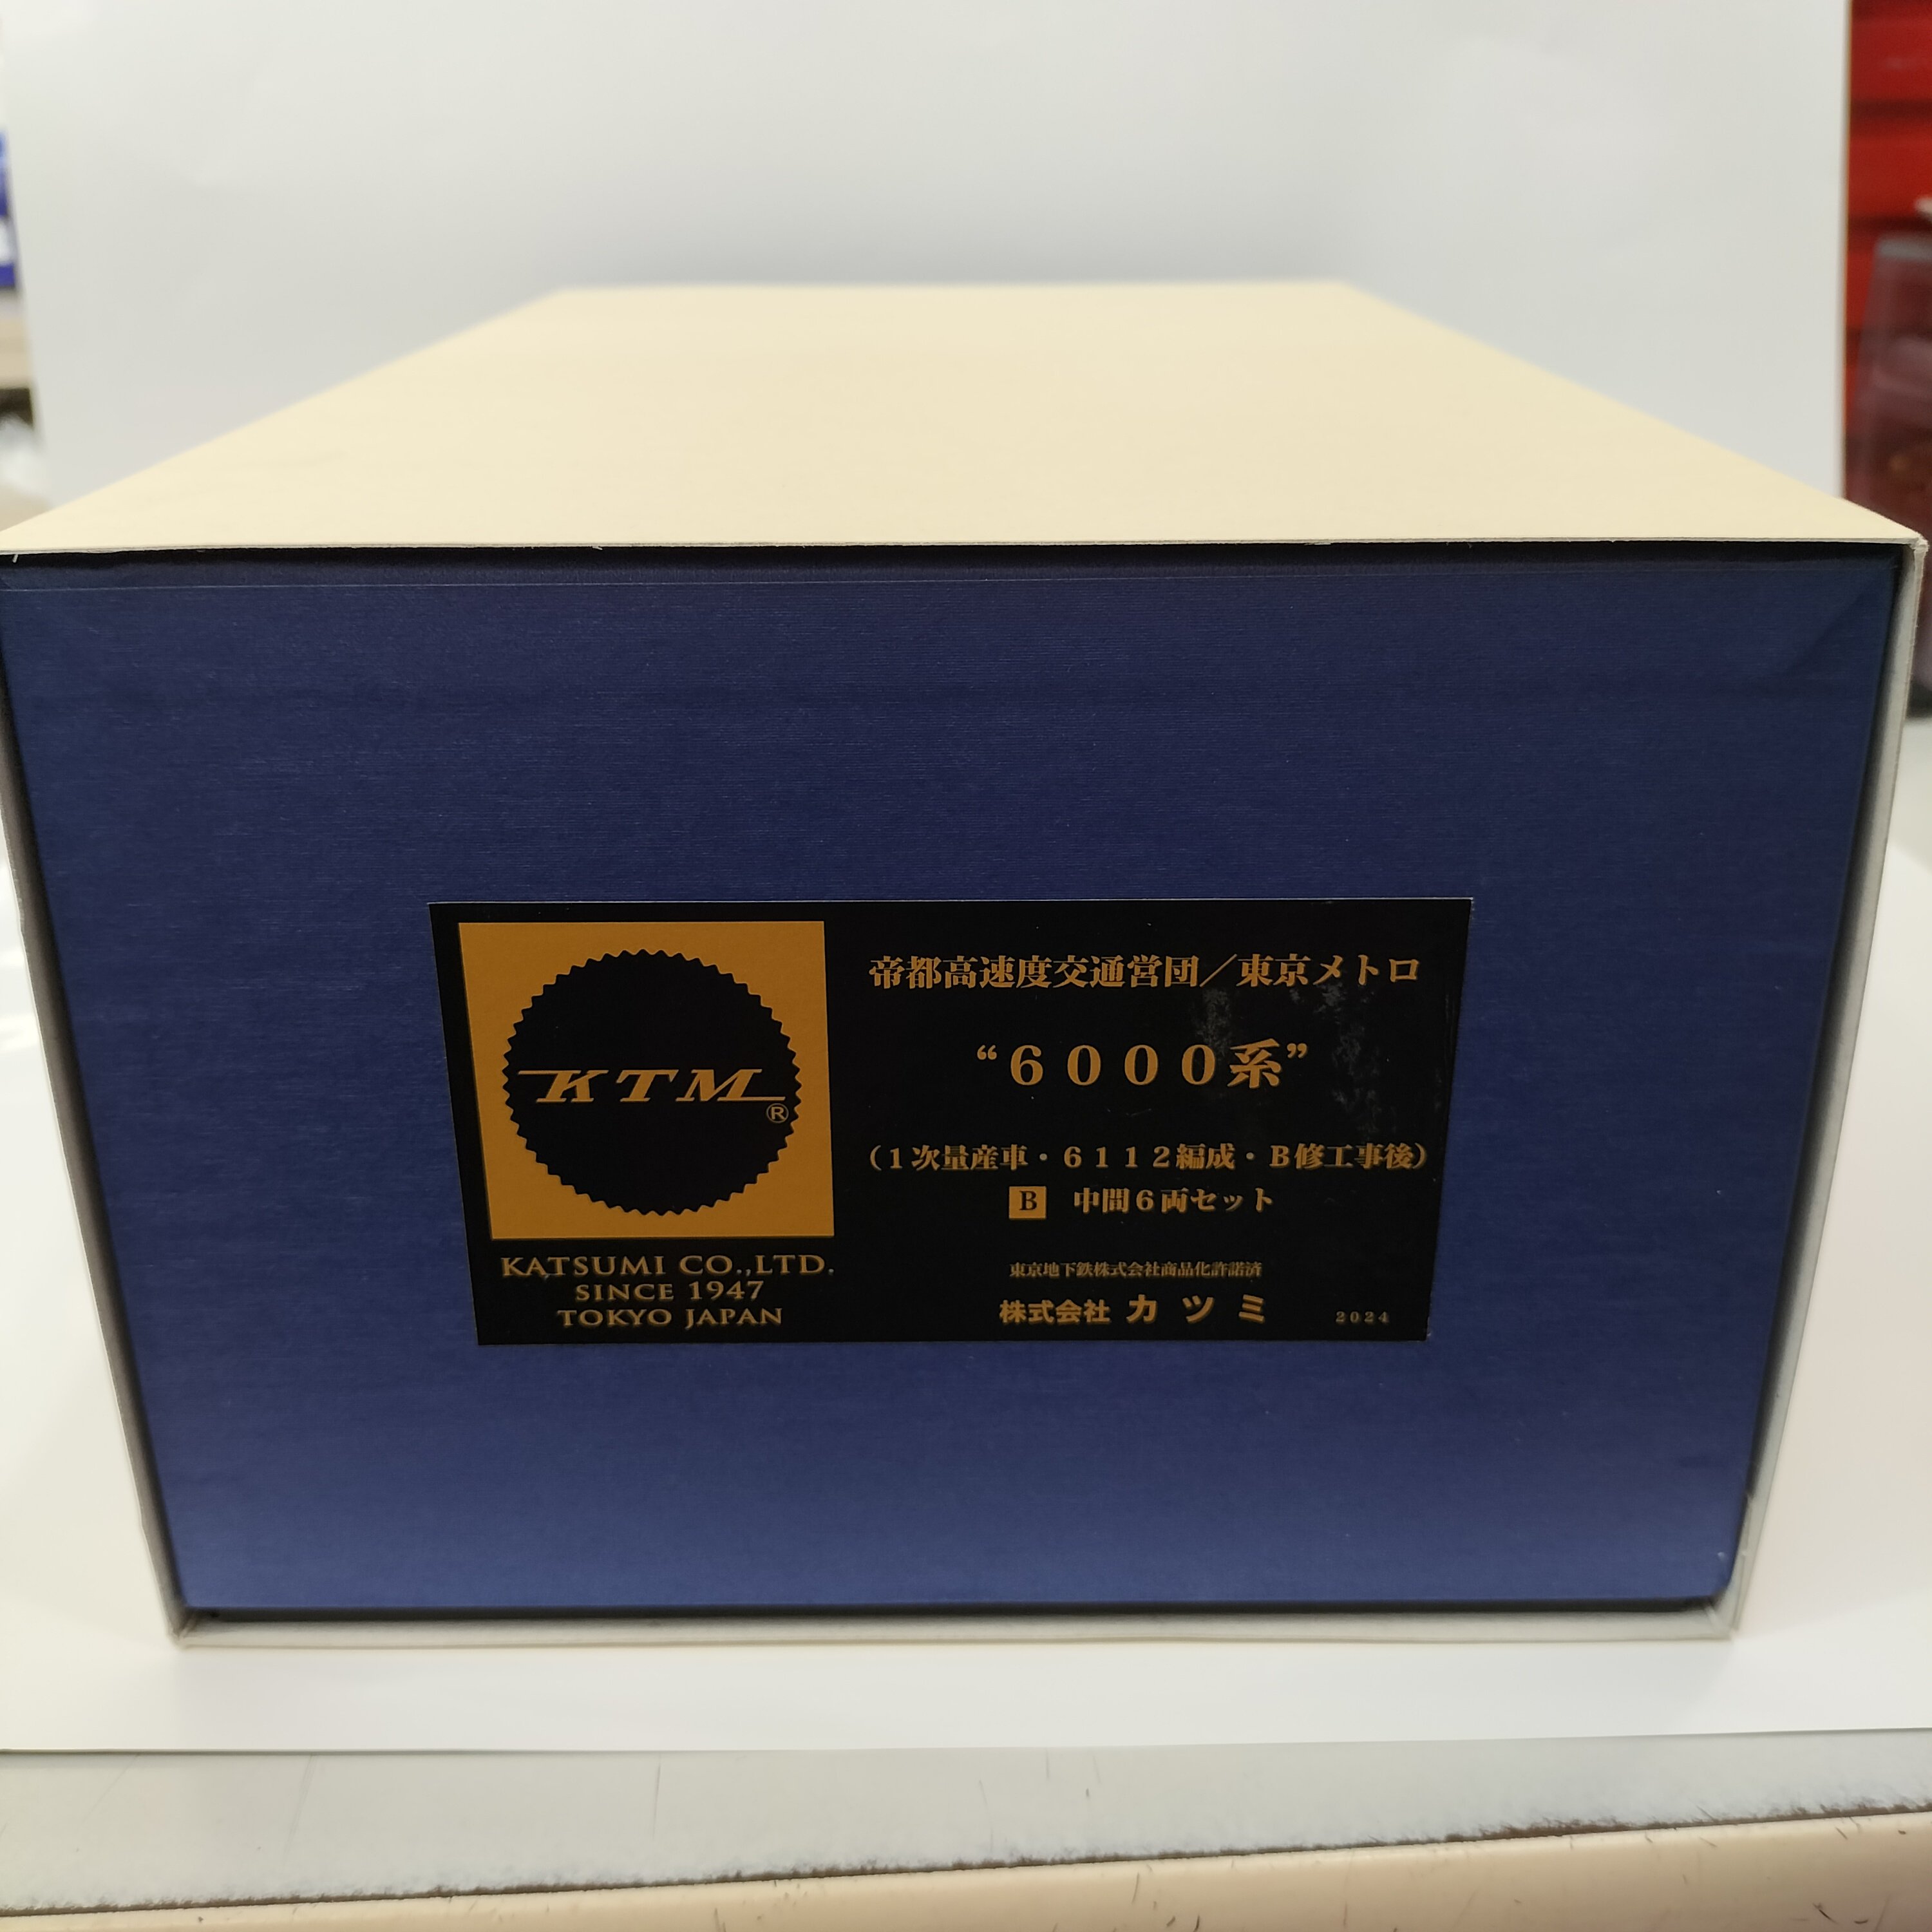 KTM®
KATSUMI CO.,LTD.
SINCE 1947
TOKYO JAPAN
帝都高速度交通営団／東京メトロ
“６０００系”
（１次量産車・６１１２編成・Ｂ修工事後）
B 中間６両セット
東京地下鉄株式会社商品化許諾済
株式会社 カツミ 2024